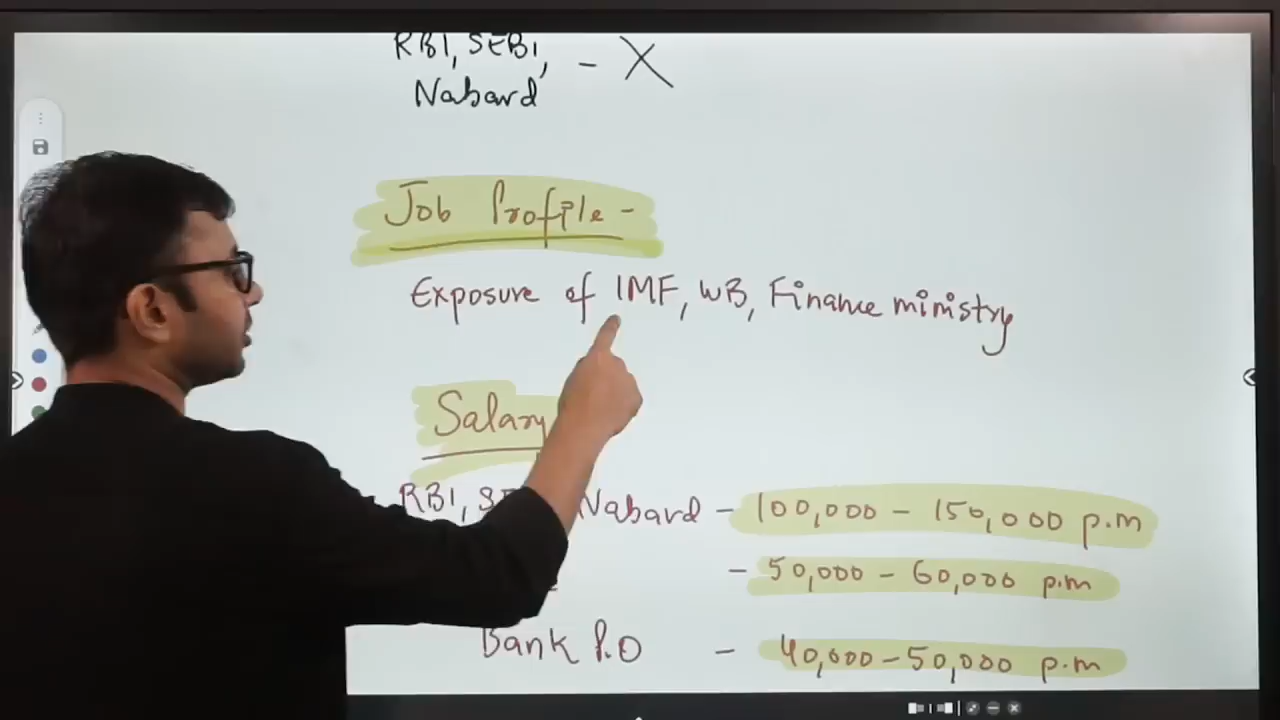 RBI, SEBI,
Nabard - X
Job Profile -
Exposure of IMF, WB, Finance ministry
Salary
RBI, Nabard - 100,000 - 150,000 p.m
- 50,000 - 60,000 p.m
Bank P.O - 40,000 - 50,000 p.m